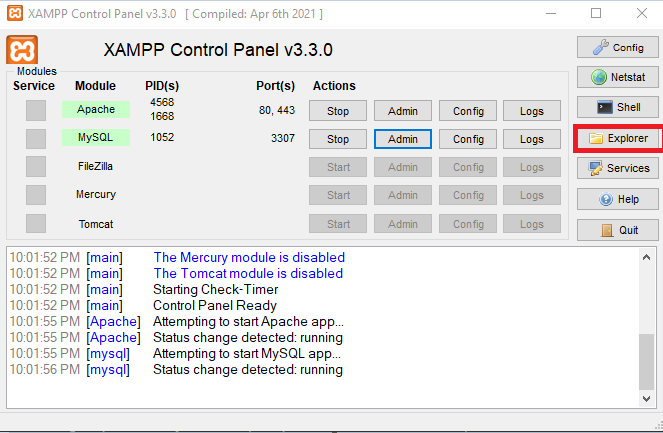 XAMPP Control Panel v3.3.0 [ Compiled: Apr 6th 2021 ]
XAMPP Control Panel v3.3.0
Config
Modules
Service Module PID(s) Port(s) Actions
Netstat
Apache 4568 1668 80, 443 Stop Admin Config Logs
Shell
MySQL 1052 3307 Stop Admin Config Logs
Explorer
FileZilla Start Admin Config Logs
Services
Mercury Start Admin Config Logs
Help
Tomcat Start Admin Config Logs
Quit
10:01:52 PM [main] The Mercury module is disabled
10:01:52 PM [main] The Tomcat module is disabled
10:01:52 PM [main] Starting Check-Timer
10:01:52 PM [main] Control Panel Ready
10:01:55 PM [Apache] Attempting to start Apache app...
10:01:55 PM [Apache] Status change detected: running
10:01:55 PM [mysql] Attempting to start MySQL app...
10:01:56 PM [mysql] Status change detected: running